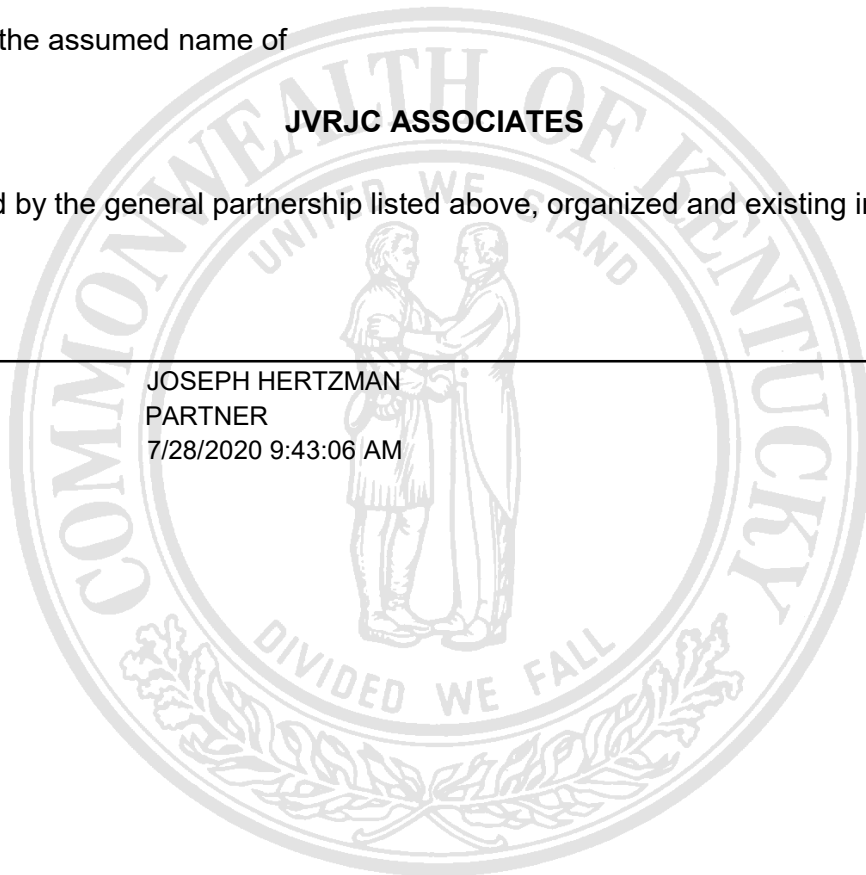 the assumed name of
JVRJC ASSOCIATES
by the general partnership listed above, organized and existing
JOSEPH HERTZMAN
PARTNER
7/28/2020 9:43:06 AM
COMMONWEALTH OF KENTUCKY
UNITED WE STAND
DIVIDED WE FALL